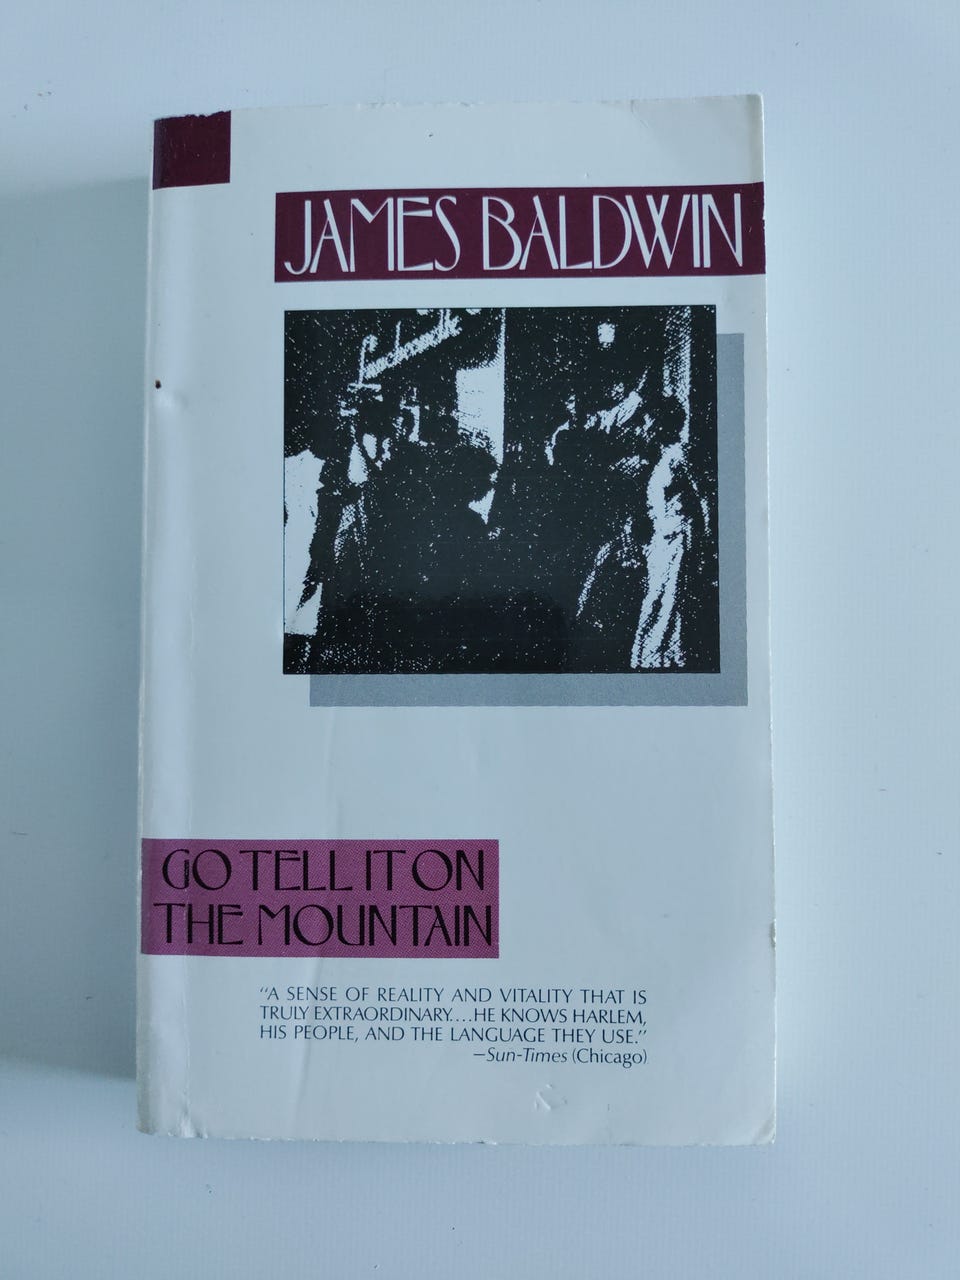 JAMES BALDWIN
Luncheonette
GO TELL IT ON
THE MOUNTAIN
"A SENSE OF REALITY AND VITALITY THAT IS
TRULY EXTRAORDINARY....HE KNOWS HARLEM,
HIS PEOPLE, AND THE LANGUAGE THEY USE."
—Sun-Times (Chicago)